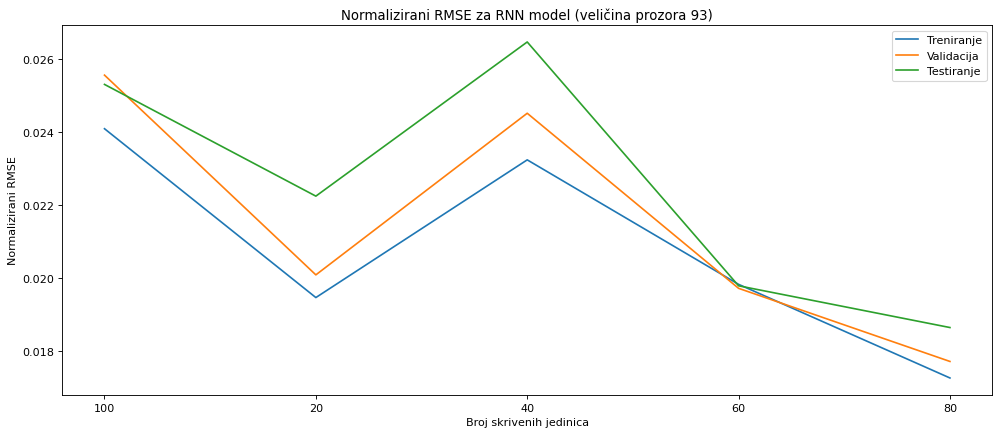 Normalizirani RMSE za RNN model (veličina prozora 93)
Treniranje
Validacija
Testiranje
0.026
0.024
0.022
0.020
0.018
Normalizirani RMSE
100 20 40 60 80
Broj skrivenih jedinica